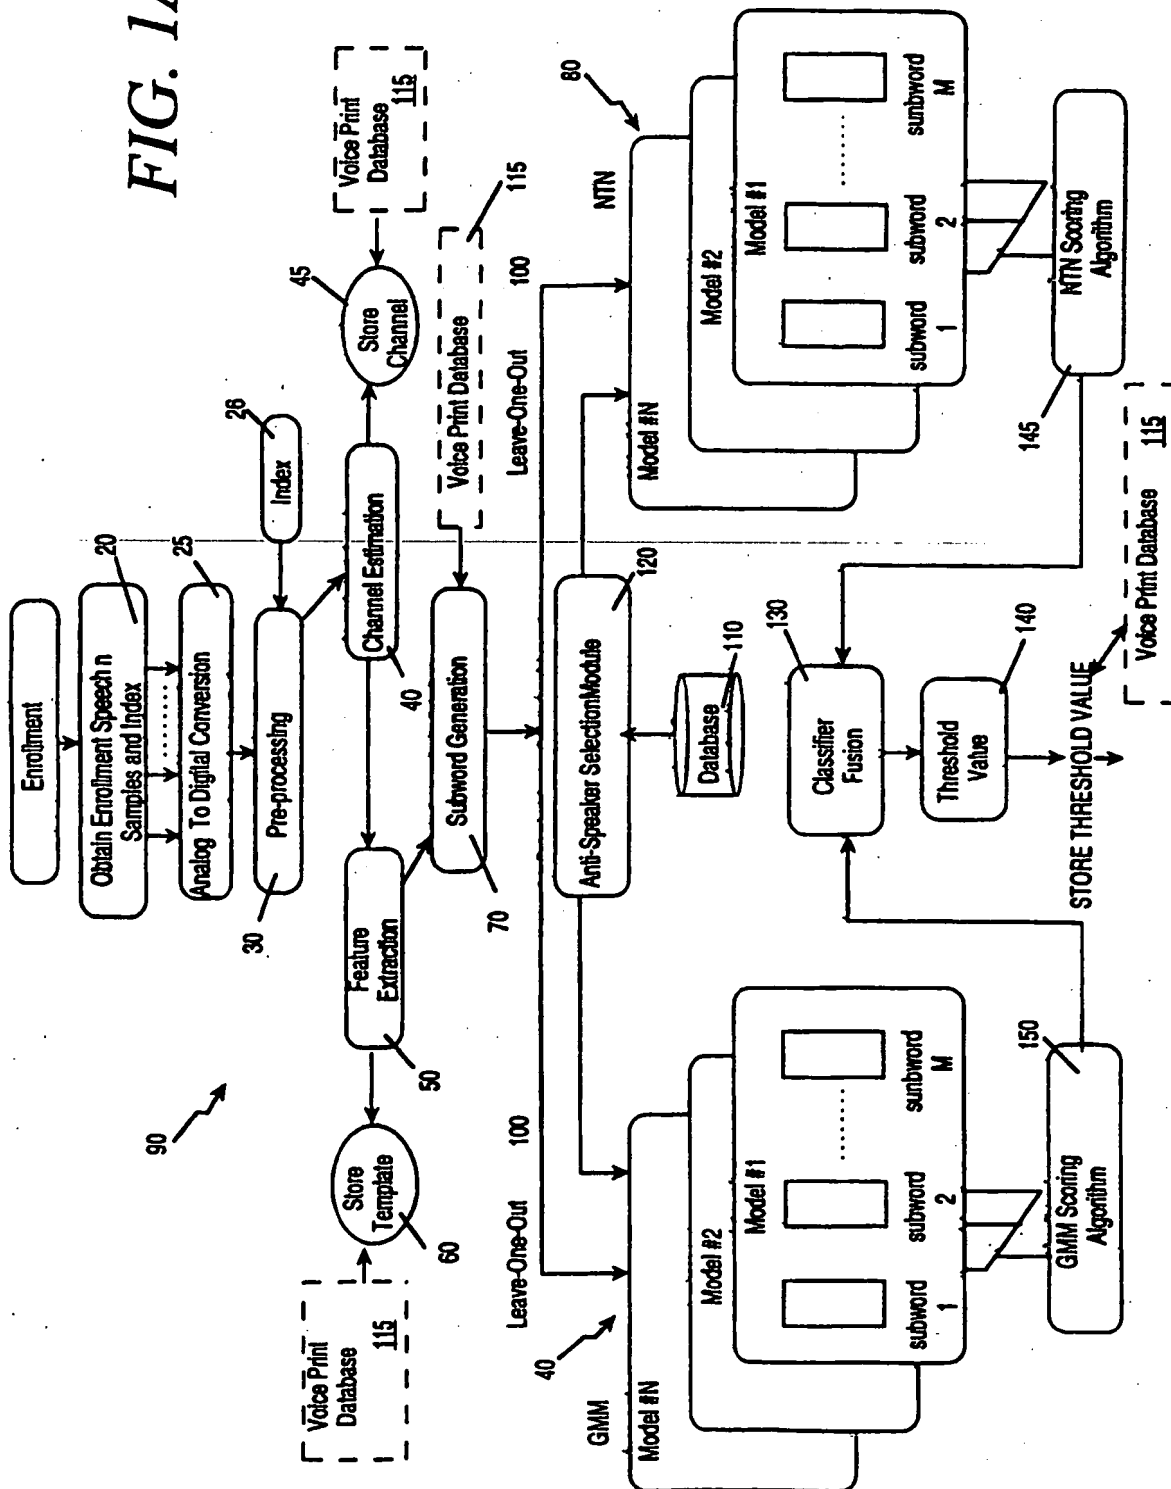 FIG. 1A
90
Enrollment
Obtain Enrollment Speech n
Samples and Index
20
Analog To Digital Conversion
25
Index
26
Pre-processing
30
Channel Estimation
40
Store
Channel
45
Voice Print
Database
115
Feature
Extraction
50
Store
Template
60
Voice Print
Database
115
Subword Generation
70
Voice Print Database
115
Leave-One-Out
100
Leave-One-Out
100
Anti-Speaker SelectionModule
120
Database
110
GMM
40
Model #N
Model #2
Model #1
subword
1
subword
2
sunbword
M
GMM Scoring
Algorithm
150
NTN
80
Model #N
Model #2
Model #1
subword
1
subword
2
sunbword
M
NTN Scoring
Algorithm
145
Classifier
Fusion
130
Threshold
Value
140
STORE THRESHOLD VALUE
Voice Print Database
115